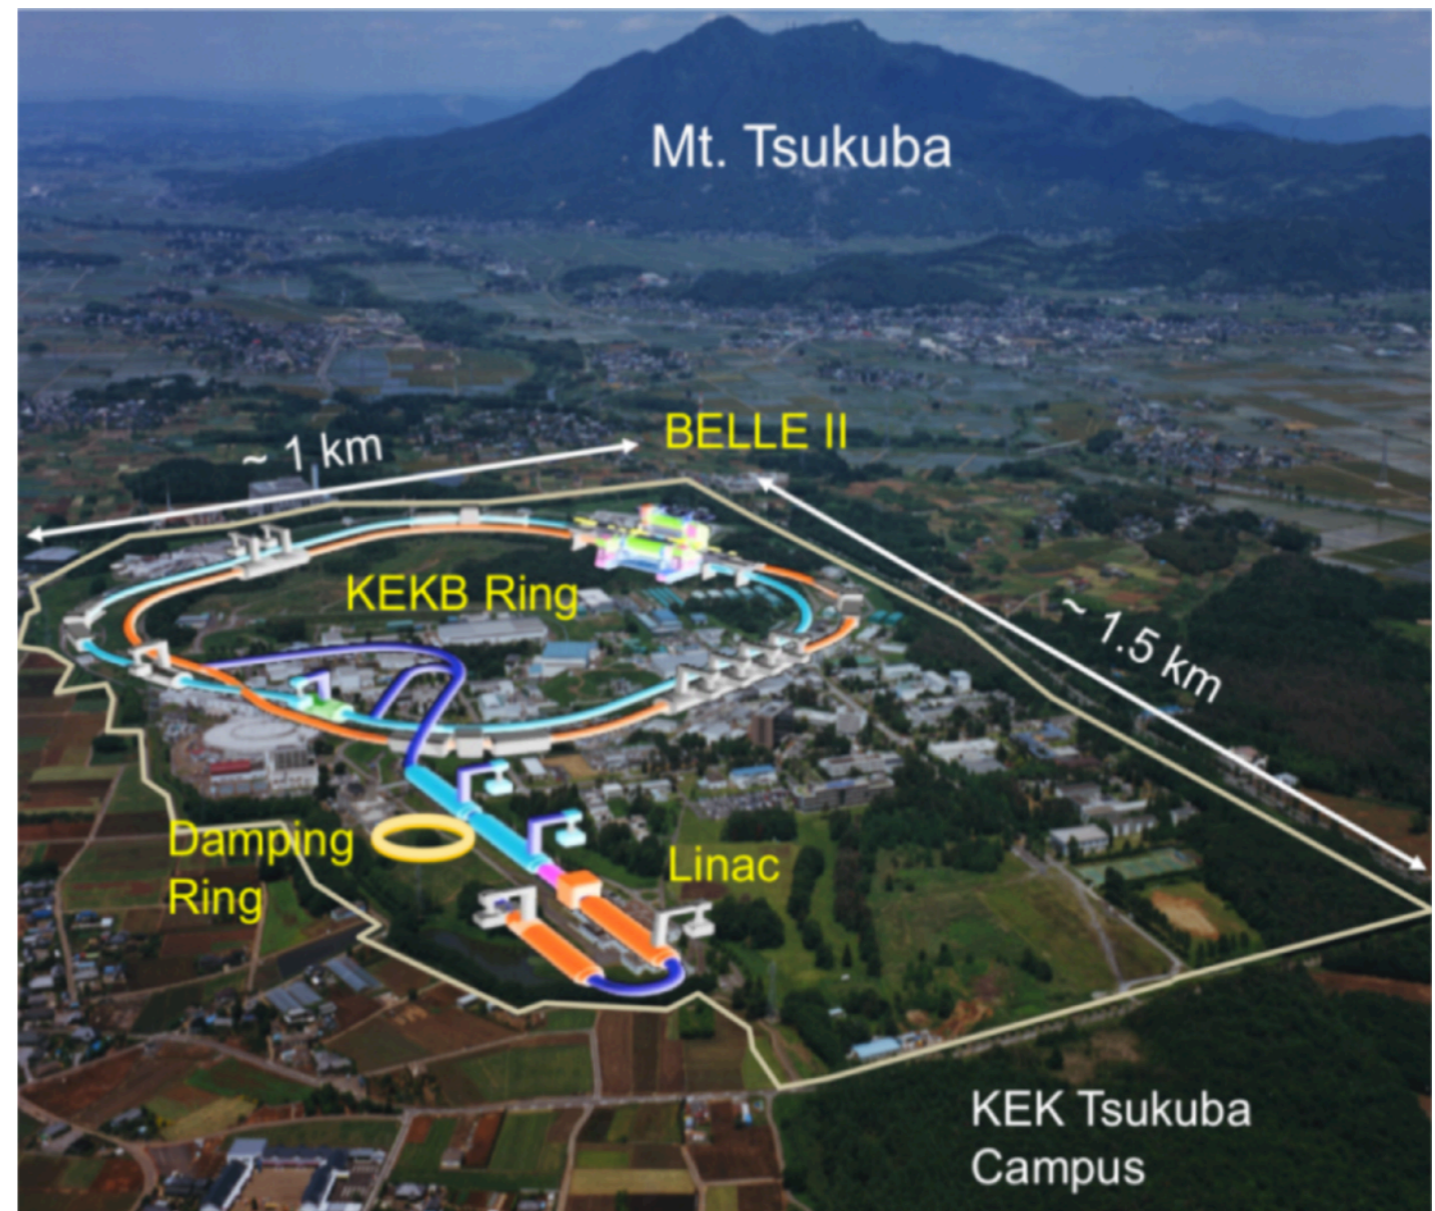 Mt. Tsukuba
BELLE II
~ 1 km
KEKB Ring
~ 1.5 km
Damping
Ring
Linac
KEK Tsukuba
Campus